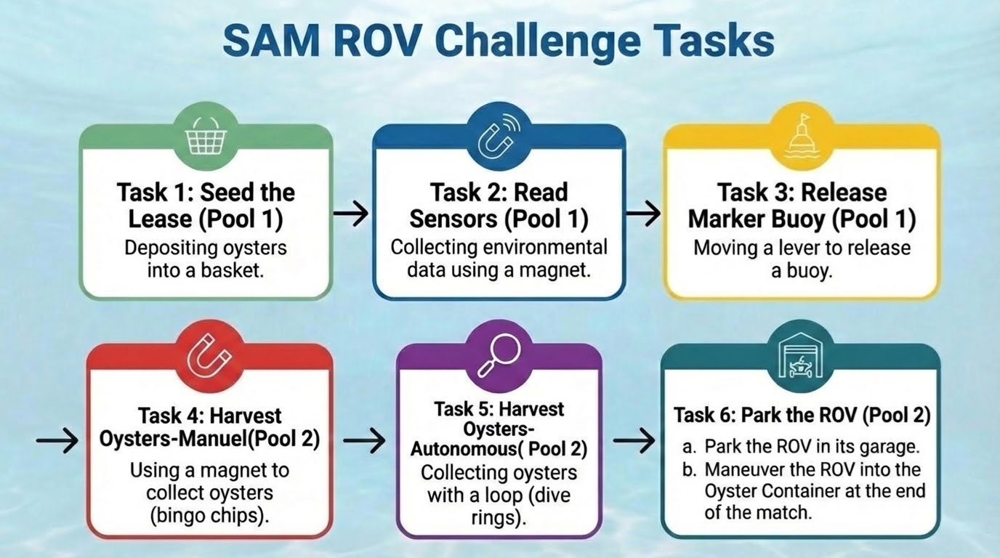 SAM ROV Challenge Tasks
Task 1: Seed the
Lease (Pool 1)
Depositing oysters
into a basket.
Task 2: Read
Sensors (Pool 1)
Collecting environmental
data using a magnet.
Task 3: Release
Marker Buoy (Pool 1)
Moving a lever to release
a buoy.
Task 4: Harvest
Oysters-Manuel(Pool 2)
Using a magnet to
collect oysters
(bingo chips).
Task 5: Harvest
Oysters-
Autonomous( Pool 2)
Collecting oysters
with a loop (dive
rings).
Task 6: Park the ROV (Pool 2)
a. Park the ROV in its garage.
b. Maneuver the ROV into the
Oyster Container at the end
of the match.